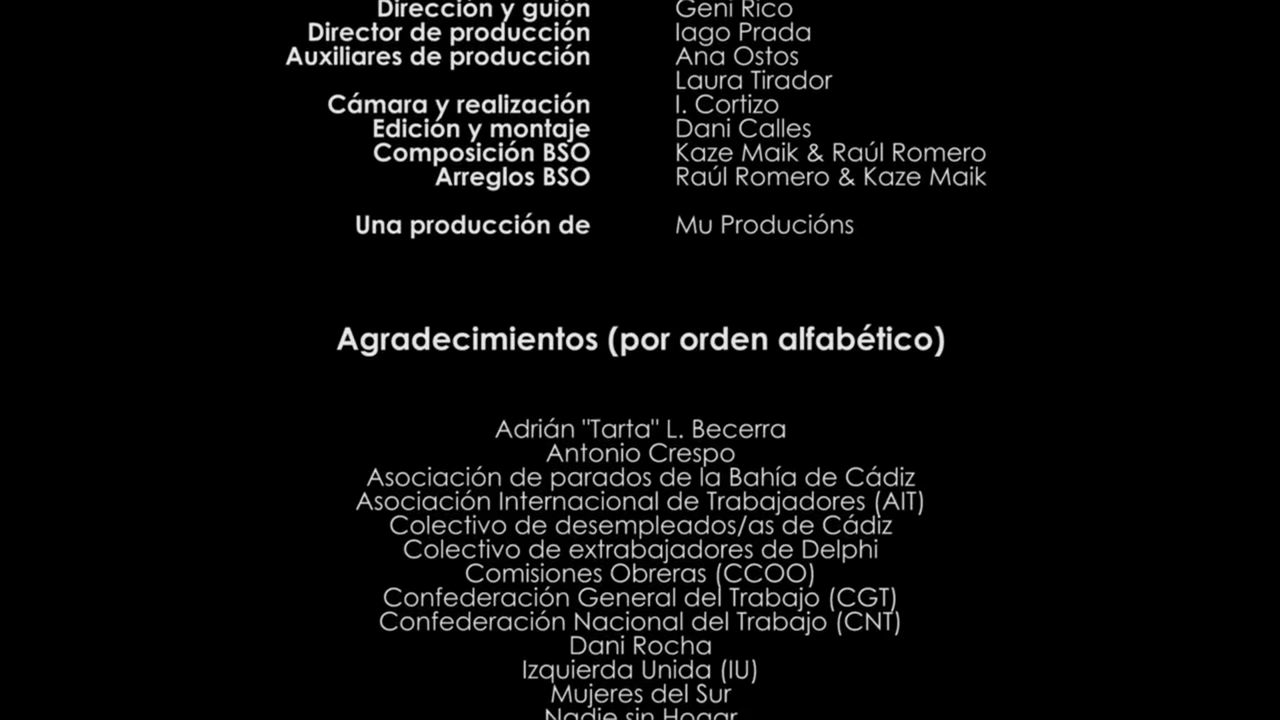 Dirección y guión Geni Rico
Director de producción Iago Prada
Auxiliares de producción Ana Ostos
Laura Tirador
Cámara y realización I. Cortizo
Edición y montaje Dani Calles
Composición BSO Kaze Maik & Raúl Romero
Arreglos BSO Raúl Romero & Kaze Maik
Una producción de Mu Producións
Agradecimientos (por orden alfabético)
Adrián "Tarta" L. Becerra
Antonio Crespo
Asociación de parados de la Bahía de Cádiz
Asociación Internacional de Trabajadores (AIT)
Colectivo de desempleados/as de Cádiz
Colectivo de extrabajadores de Delphi
Comisiones Obreras (CCOO)
Confederación General del Trabajo (CGT)
Confederación Nacional del Trabajo (CNT)
Dani Rocha
Izquierda Unida (IU)
Mujeres del Sur
Nadie sin Hogar